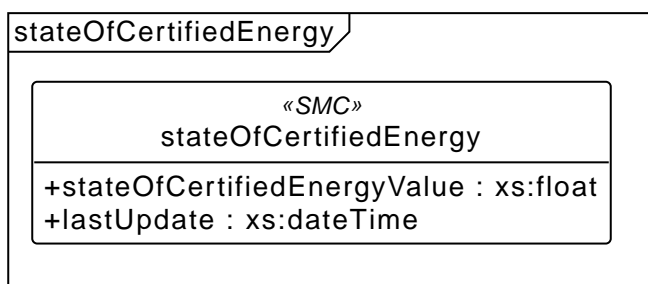 stateOfCertifiedEnergy
«SMC»
stateOfCertifiedEnergy
+stateOfCertifiedEnergyValue : xs:float
+lastUpdate : xs:dateTime